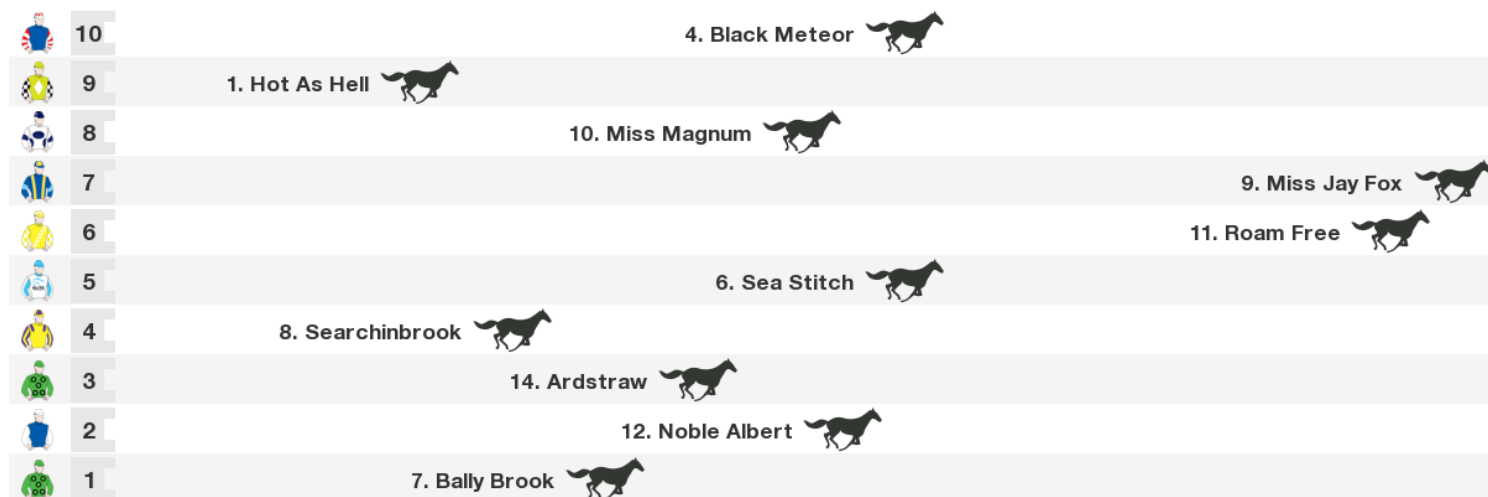 10 4. Black Meteor
9 1. Hot As Hell
8 10. Miss Magnum
7 9. Miss Jay Fox
6 11. Roam Free
5 6. Sea Stitch
4 8. Searchinbrook
3 14. Ardstraw
2 12. Noble Albert
1 7. Bally Brook